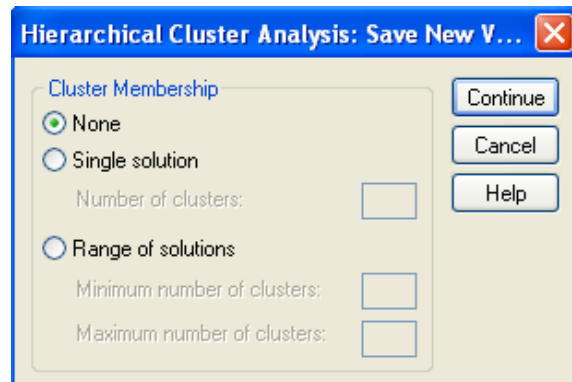 Hierarchical Cluster Analysis: Save New V...
Cluster Membership
None
Single solution
Number of clusters:
Range of solutions
Minimum number of clusters:
Maximum number of clusters:
Continue
Cancel
Help